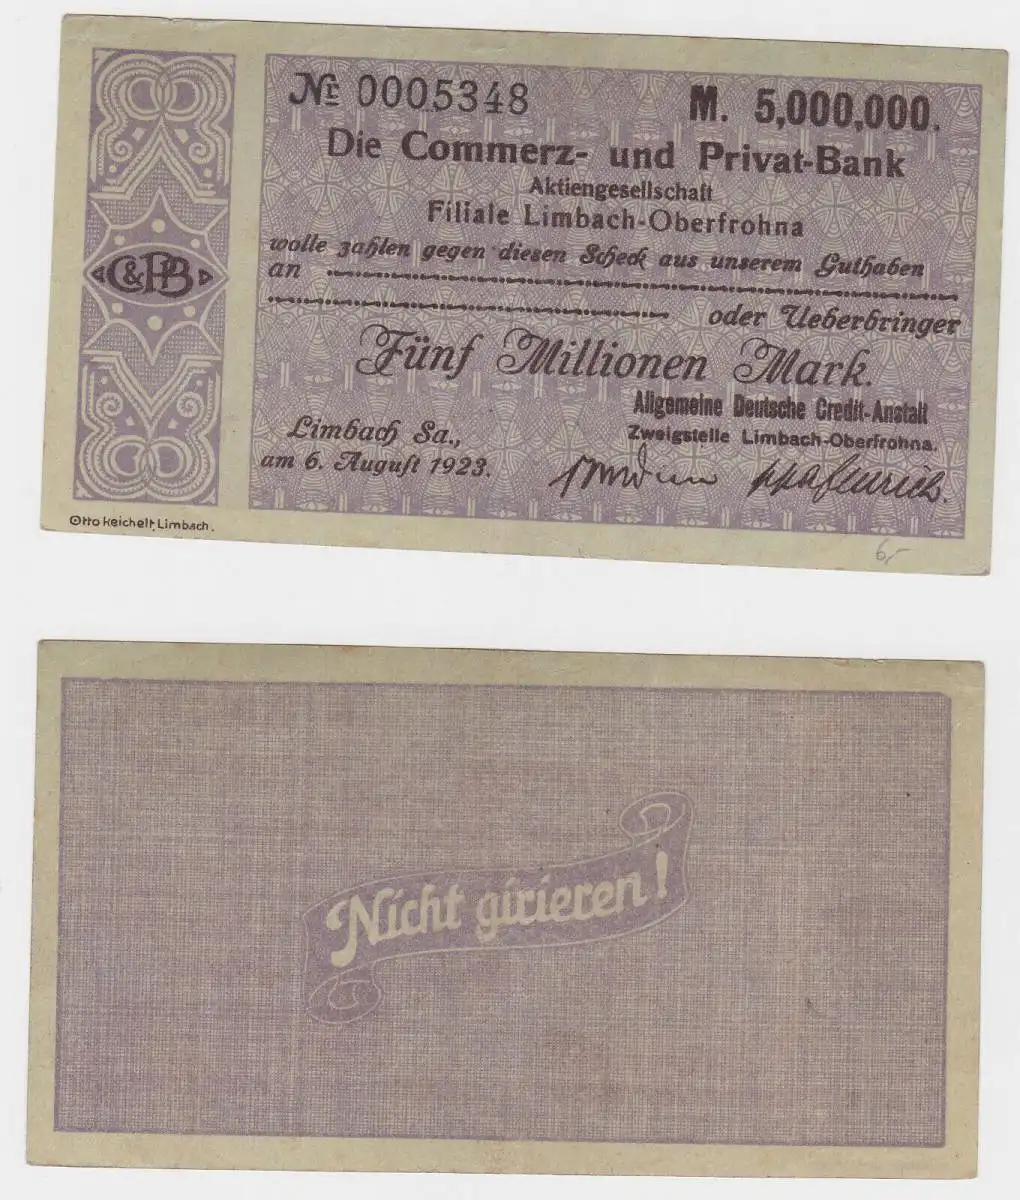 № 0005348 M. 5,000,000.
Die Commerz- und Privat-Bank
Aktiengesellschaft
Filiale Limbach-Oberfrohna
wolle zahlen gegen diesen Scheck aus unserem Guthaben
an
oder Ueberbringer
Fünf Millionen Mark.
Allgemeine Deutsche Credit-Anstalt
Zweigstelle Limbach-Oberfrohna.
Limbach Sa.,
am 6. August 1923.
C&PB
Otto Reichelt, Limbach.
6,-
Nicht girieren!